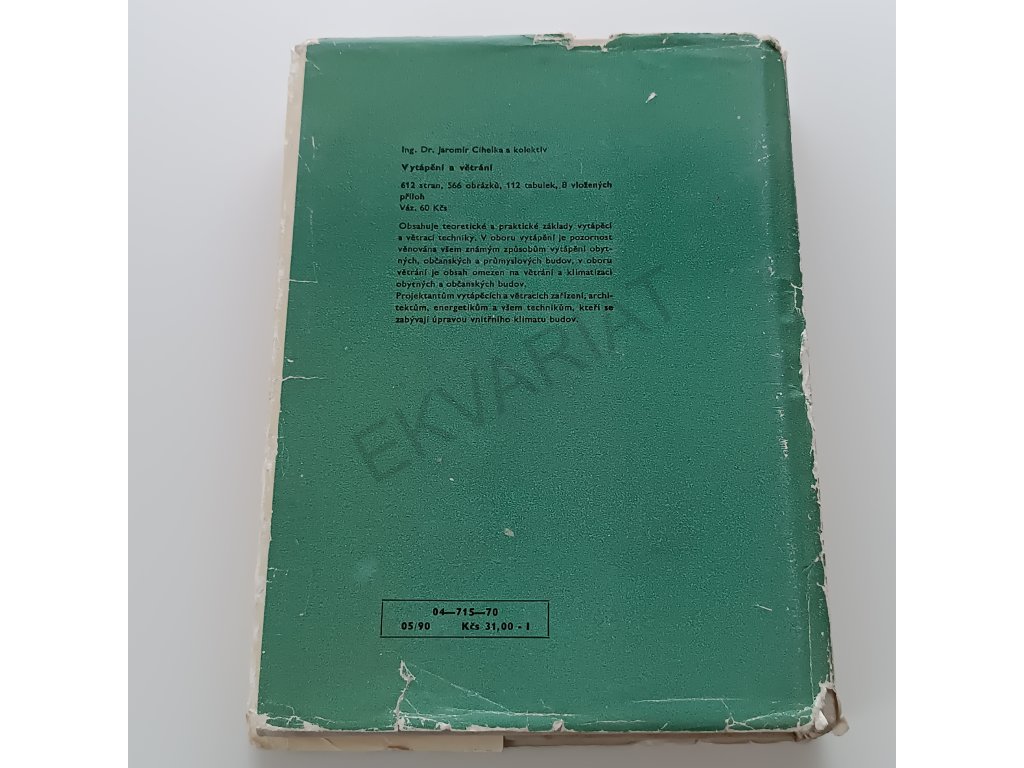 Ing. Dr. Jaromír Cihelka a kolektiv
Vytápění a větrání
612 stran, 566 obrázků, 112 tabulek, 8 vložených
příloh
Váz. 60 Kčs
Obsahuje teoretické a praktické základy vytápěcí
a větrací techniky. V oboru vytápění je pozornost
věnována všem známým způsobům vytápění obyt-
ných, občanských a průmyslových budov, v oboru
větrání je obsah omezen na větrání a klimatizaci
obytných a občanských budov.
Projektantům vytápěcích a větracích zařízení, archi-
tektům, energetikům a všem technikům, kteří se
zabývají úpravou vnitřního klimatu budov.
EKVARIAT
04—715—70
05/90 Kčs 31,00 - I